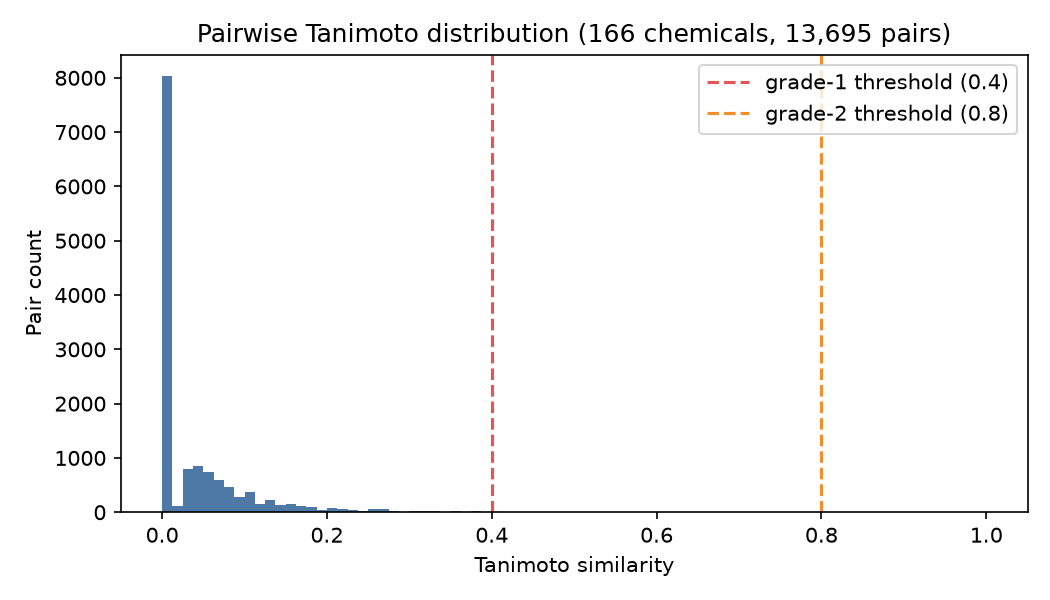 Pairwise Tanimoto distribution (166 chemicals, 13,695 pairs)
grade-1 threshold (0.4)
grade-2 threshold (0.8)
Pair count
8000
7000
6000
5000
4000
3000
2000
1000
0
0.0 0.2 0.4 0.6 0.8 1.0
Tanimoto similarity